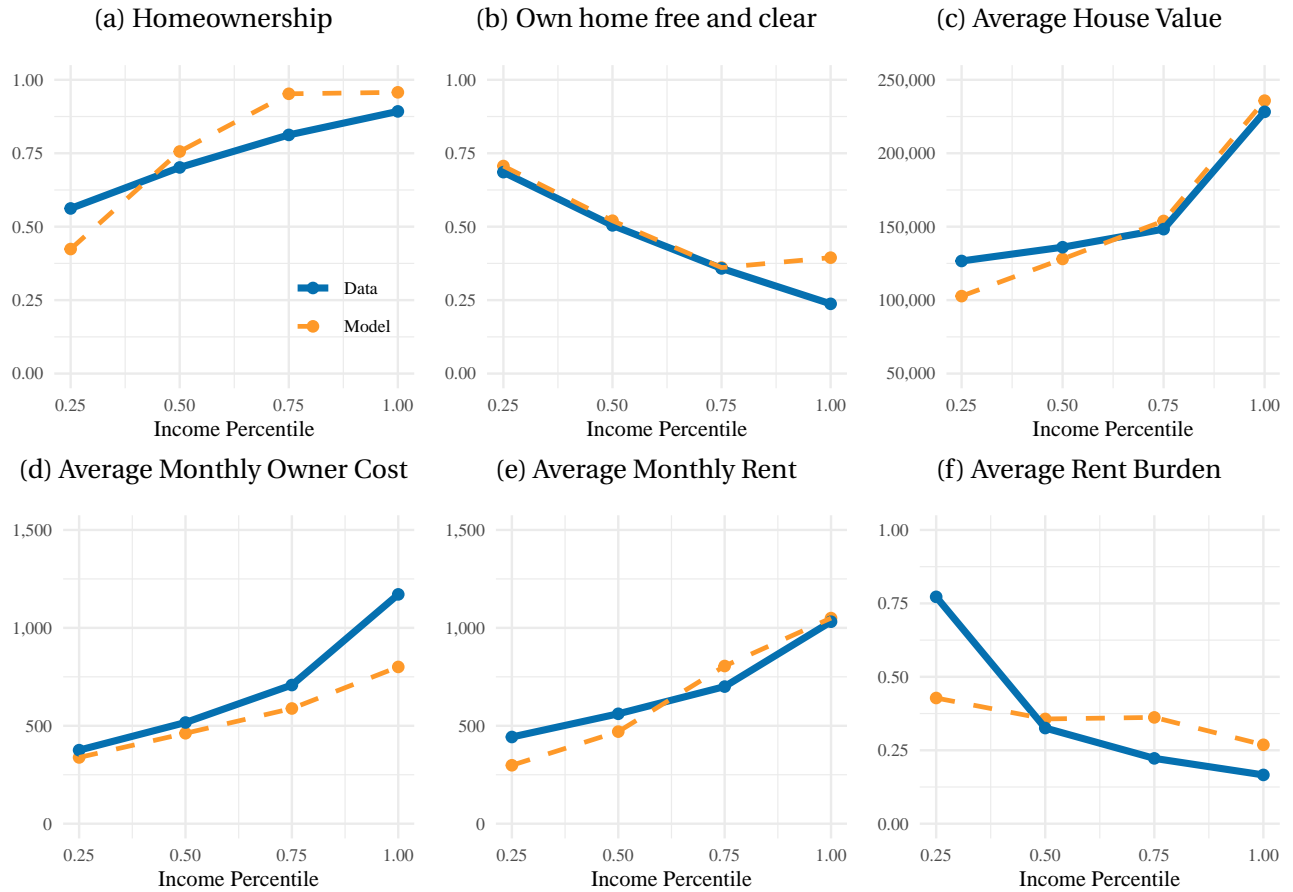 (a) Homeownership
1.00
0.75
0.50
0.25
0.00
Data
Model
0.25 0.50 0.75 1.00
Income Percentile
(b) Own home free and clear
1.00
0.75
0.50
0.25
0.00
0.25 0.50 0.75 1.00
Income Percentile
(c) Average House Value
250,000
200,000
150,000
100,000
50,000
0.25 0.50 0.75 1.00
Income Percentile
(d) Average Monthly Owner Cost
1,500
1,000
500
0
0.25 0.50 0.75 1.00
Income Percentile
(e) Average Monthly Rent
1,500
1,000
500
0
0.25 0.50 0.75 1.00
Income Percentile
(f) Average Rent Burden
1.00
0.75
0.50
0.25
0.00
0.25 0.50 0.75 1.00
Income Percentile